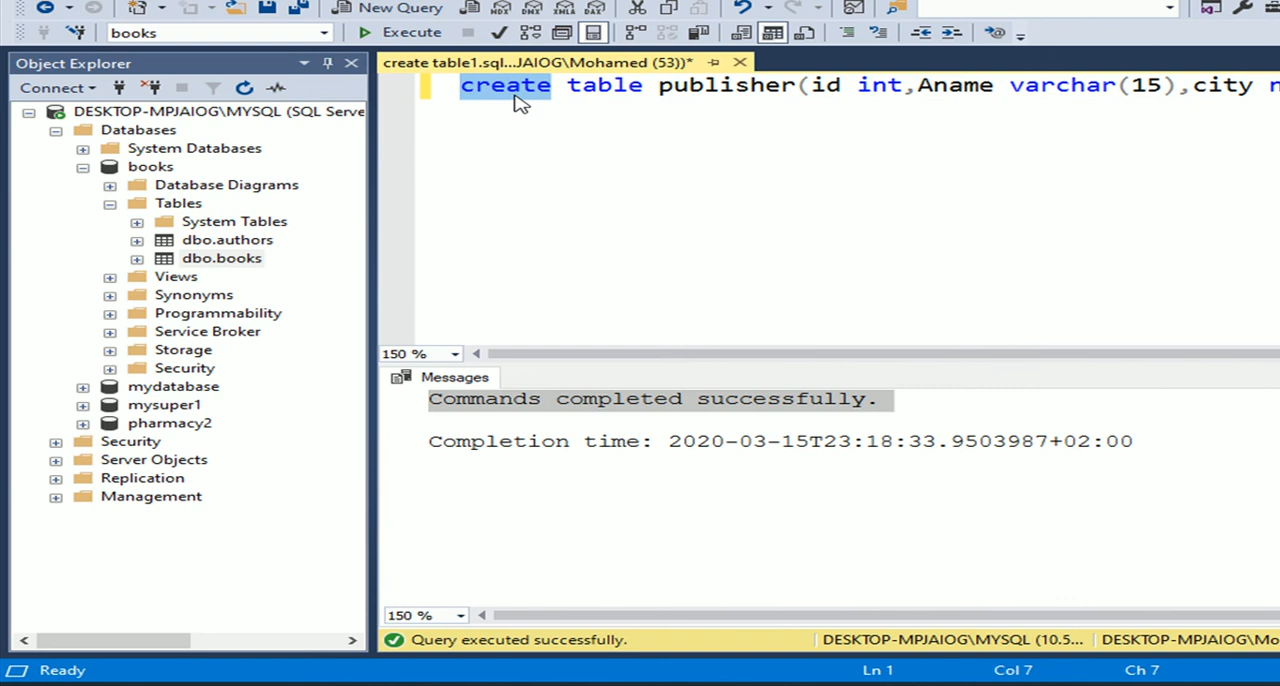 New Query
MDX DMX XMLA DAX
books
Execute
Object Explorer
Connect
DESKTOP-MPJAIOG\MYSQL (SQL Serve
Databases
System Databases
books
Database Diagrams
Tables
System Tables
dbo.authors
dbo.books
Views
Synonyms
Programmability
Service Broker
Storage
Security
mydatabase
mysuper1
pharmacy2
Security
Server Objects
Replication
Management
create table1.sql...JAIOG\Mohamed (53))*
create table publisher(id int,Aname varchar(15),city n
150 %
Messages
Commands completed successfully.
Completion time: 2020-03-15T23:18:33.9503987+02:00
150 %
Query executed successfully.
DESKTOP-MPJAIOG\MYSQL (10.5...
DESKTOP-MPJAIOG\Mo
Ready
Ln 1
Col 7
Ch 7